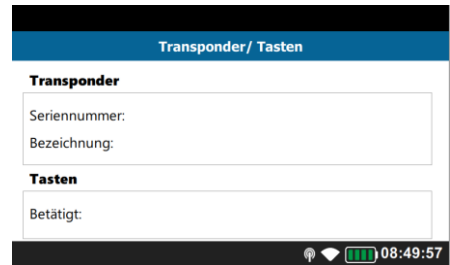 Transponder/ Tasten
Transponder
Seriennummer:
Bezeichnung:
Tasten
Betätigt:
08:49:57